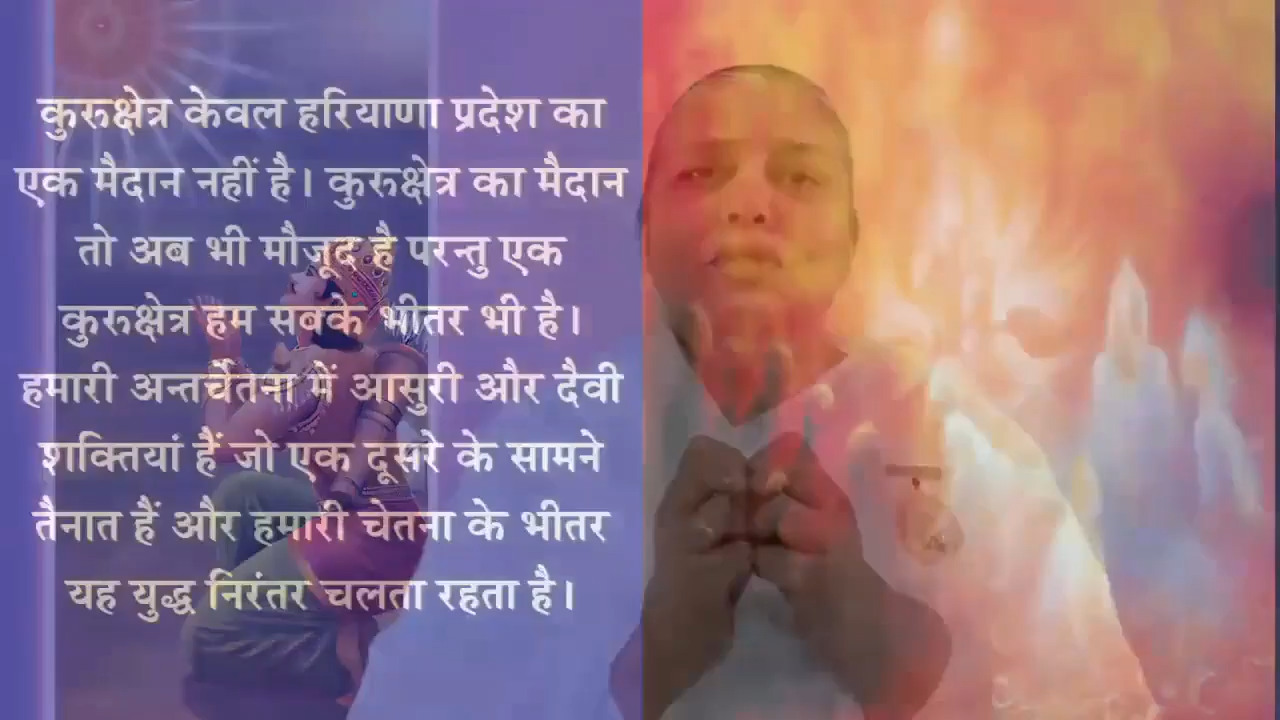 कुरुक्षेत्र केवल हरियाणा प्रदेश का
एक मैदान नहीं है। कुरुक्षेत्र का मैदान
तो अब भी मौजूद है परन्तु एक
कुरुक्षेत्र हम सबके भीतर भी है।
हमारी अन्तर्चेतना में आसुरी और दैवी
शक्तियां हैं जो एक दूसरे के सामने
तैनात हैं और हमारी चेतना के भीतर
यह युद्ध निरंतर चलता रहता है।